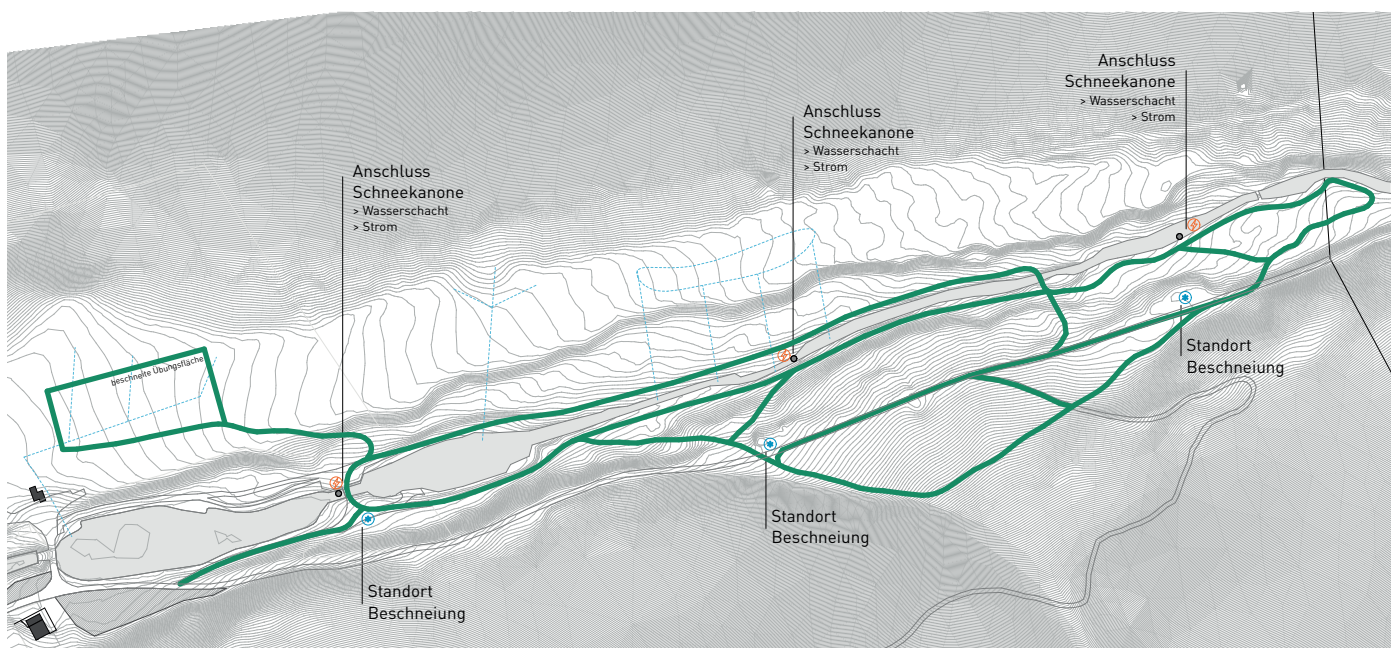 Anschluss
Schneekanone
> Wasserschacht
> Strom
Anschluss
Schneekanone
> Wasserschacht
> Strom
Anschluss
Schneekanone
> Wasserschacht
> Strom
beschneite Übungsfläche
Standort
Beschneiung
Standort
Beschneiung
Standort
Beschneiung